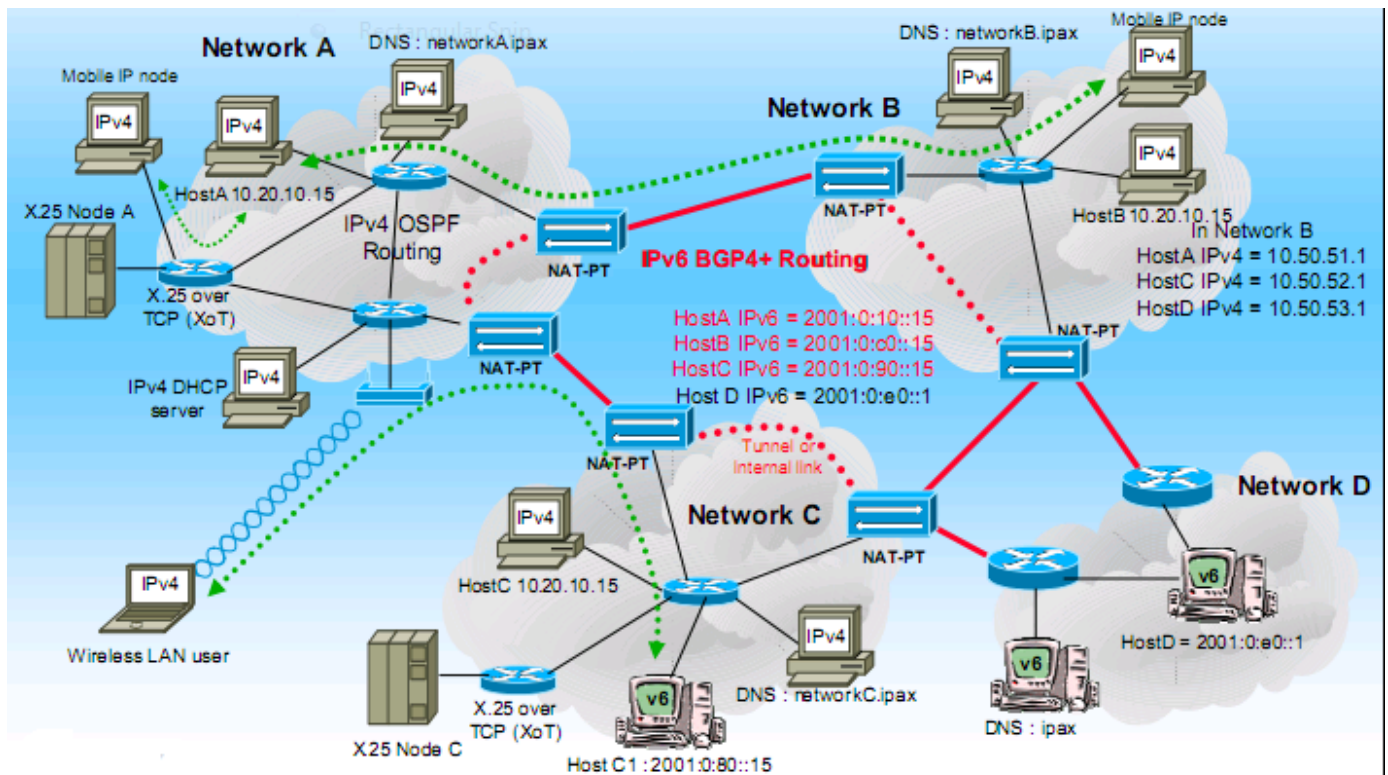 Rectangular Snip
Network A
DNS : networkA.ipax
Mobile IP node
IPv4
IPv4
IPv4
HostA 10.20.10.15
X.25 Node A
IPv4 OSPF
Routing
X.25 over
TCP (XoT)
NAT-PT
NAT-PT
IPv4 DHCP
server
IPv4
IPv4
Wireless LAN user
DNS : networkB.ipax
Mobile IP node
IPv4
IPv4
Network B
IPv4
NAT-PT
HostB 10.20.10.15
In Network B
HostA IPv4 = 10.50.51.1
HostC IPv4 = 10.50.52.1
HostD IPv4 = 10.50.53.1
IPv6 BGP4+ Routing
HostA IPv6 = 2001:0:10::15
HostB IPv6 = 2001:0:c0::15
HostC IPv6 = 2001:0:90::15
Host D IPv6 = 2001:0:e0::1
NAT-PT
NAT-PT
Tunnel or
Internal link
Network C
NAT-PT
IPv4
HostC 10.20.10.15
IPv4
DNS : networkC.ipax
X.25 over
TCP (XoT)
X.25 Node C
v6
Host C1 : 2001:0:80::15
Network D
v6
HostD = 2001:0:e0::1
v6
DNS : ipax